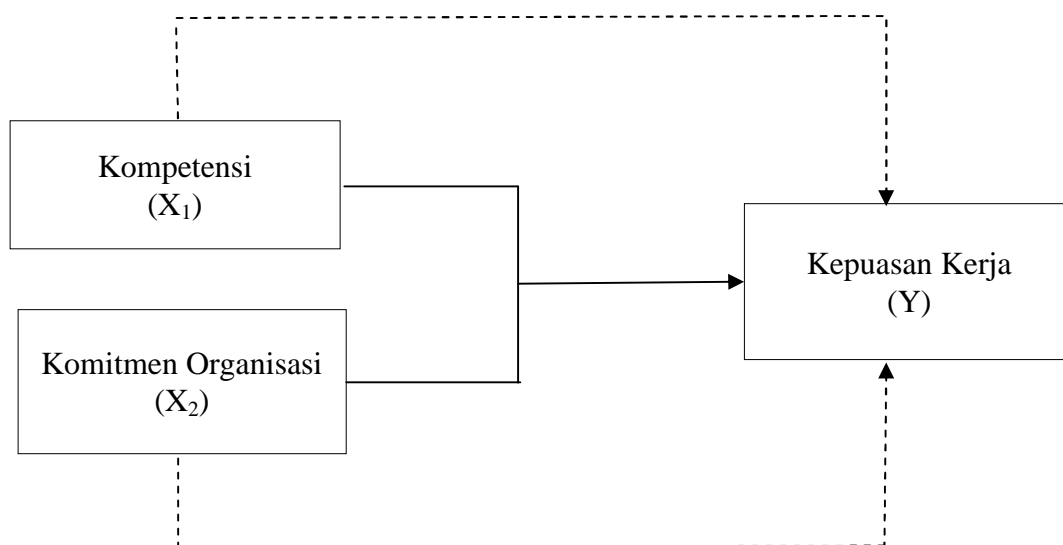 Kompetensi
(X₁)
Kepuasan Kerja
(Y)
Komitmen Organisasi
(X₂)